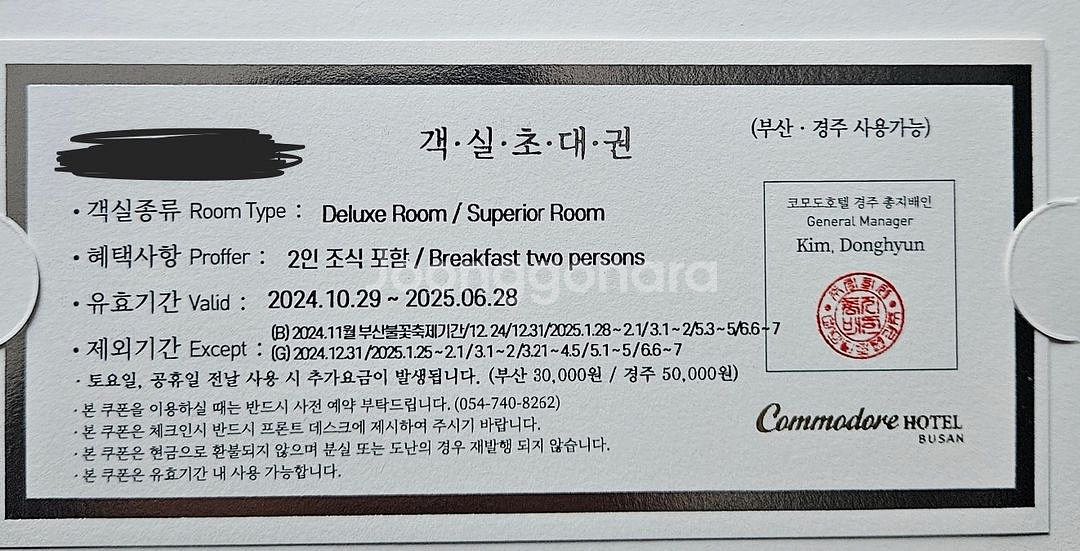 객·실·초·대·권
(부산·경주 사용가능)
• 객실종류 Room Type : Deluxe Room / Superior Room
• 혜택사항 Proffer : 2인 조식 포함 / Breakfast two persons
• 유효기간 Valid : 2024.10.29 ~ 2025.06.28
• 제외기간 Except : (B) 2024.11월 부산불꽃축제기간/12. 24/12.31/2025.1.28 ~ 2.1/3.1 ~ 2/5.3 ~ 5/6.6 ~ 7
(G) 2024.12.31/2025.1.25 ~ 2.1/3.1 ~ 2/3.21 ~ 4.5/5.1 ~ 5/6.6 ~ 7
· 토요일, 공휴일 전날 사용 시 추가요금이 발생됩니다. (부산 30,000원 / 경주 50,000원)
· 본 쿠폰을 이용하실 때는 반드시 사전 예약 부탁드립니다. (054-740-8262)
· 본 쿠폰은 체크인시 반드시 프론트 데스크에 제시하여 주시기 바랍니다.
· 본 쿠폰은 현금으로 환불되지 않으며 분실 또는 도난의 경우 재발행 되지 않습니다.
· 본 쿠폰은 유효기간 내 사용 가능합니다.
코모도호텔 경주 총지배인
General Manager
Kim, Donghyun
Commodore HOTEL
BUSAN
joonggonara